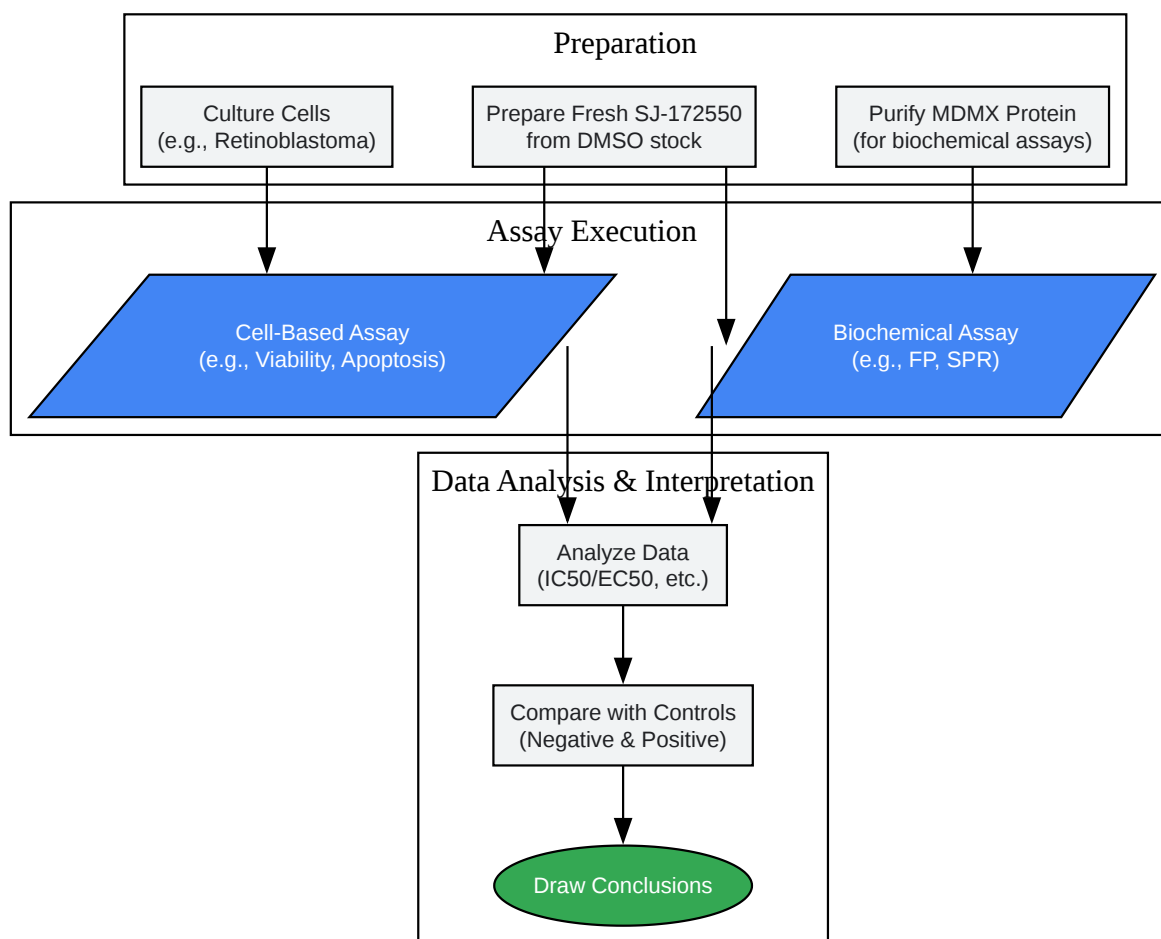 Preparation
Culture Cells
(e.g., Retinoblastoma)
Prepare Fresh SJ-172550
from DMSO stock
Purify MDMX Protein
(for biochemical assays)
Assay Execution
Cell-Based Assay
(e.g., Viability, Apoptosis)
Biochemical Assay
(e.g., FP, SPR)
Data Analysis & Interpretation
Analyze Data
(IC50/EC50, etc.)
Compare with Controls
(Negative & Positive)
Draw Conclusions